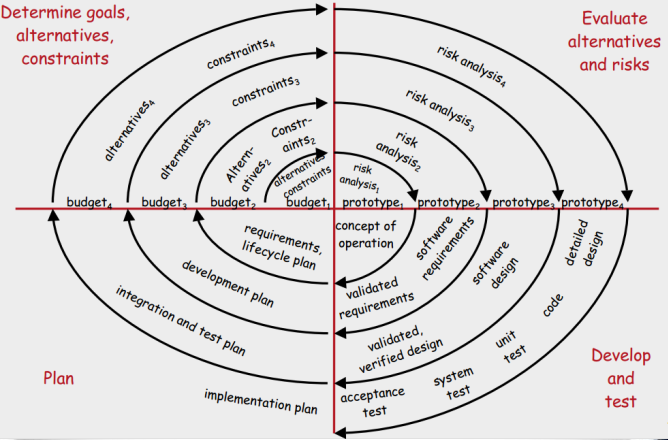 Determine goals,
alternatives,
constraints
Evaluate
alternatives
and risks
constraints4
risk analysis4
alternatives4
constraints3
risk analysis3
alternatives3
Constr-
aints2
risk
analysis2
Altern-
atives2
alternatives
constraints
risk
analysis1
budget4 budget3 budget2 budget1 prototype1 prototype2 prototype3 prototype4
requirements,
lifecycle plan
concept of
operation
software
requirements
detailed
design
development plan
validated
requirements
software
design
integration and test plan
validated,
verified design
code
unit
test
Plan
implementation plan
acceptance
test
system
test
Develop
and
test